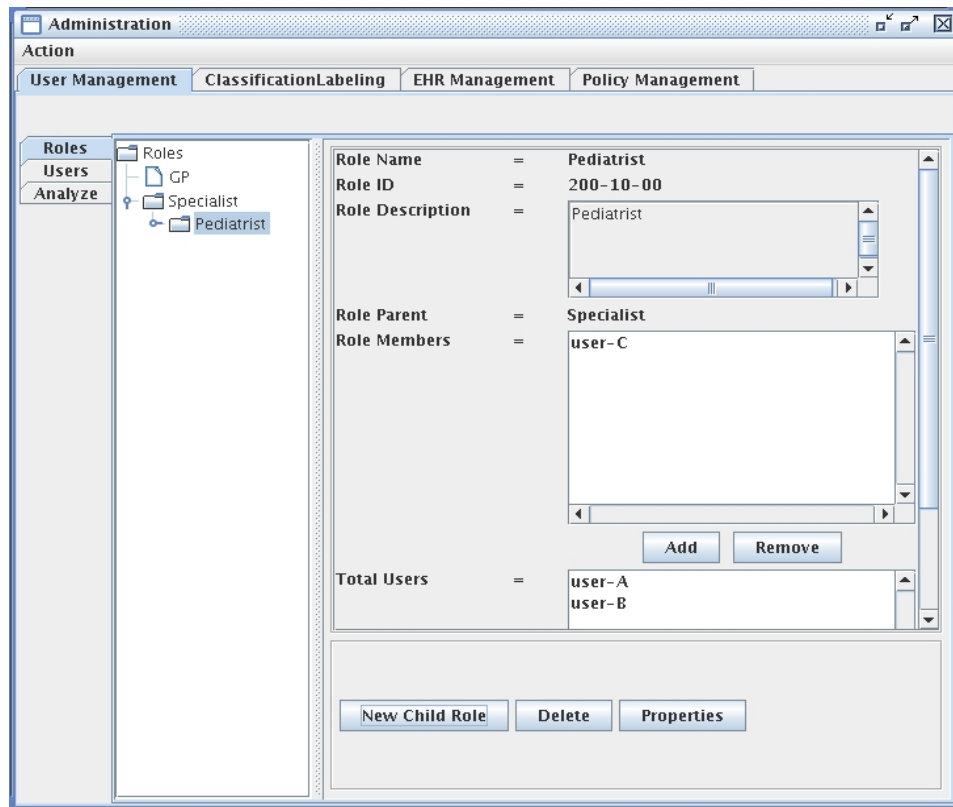 Administration
Action
User Management ClassificationLabeling EHR Management Policy Management
Roles
Users
Analyze
Roles
GP
Specialist
Pediatrist
Role Name = Pediatrist
Role ID = 200-10-00
Role Description = Pediatrist
Role Parent = Specialist
Role Members = user-C
Add Remove
Total Users = user-A
user-B
New Child Role Delete Properties